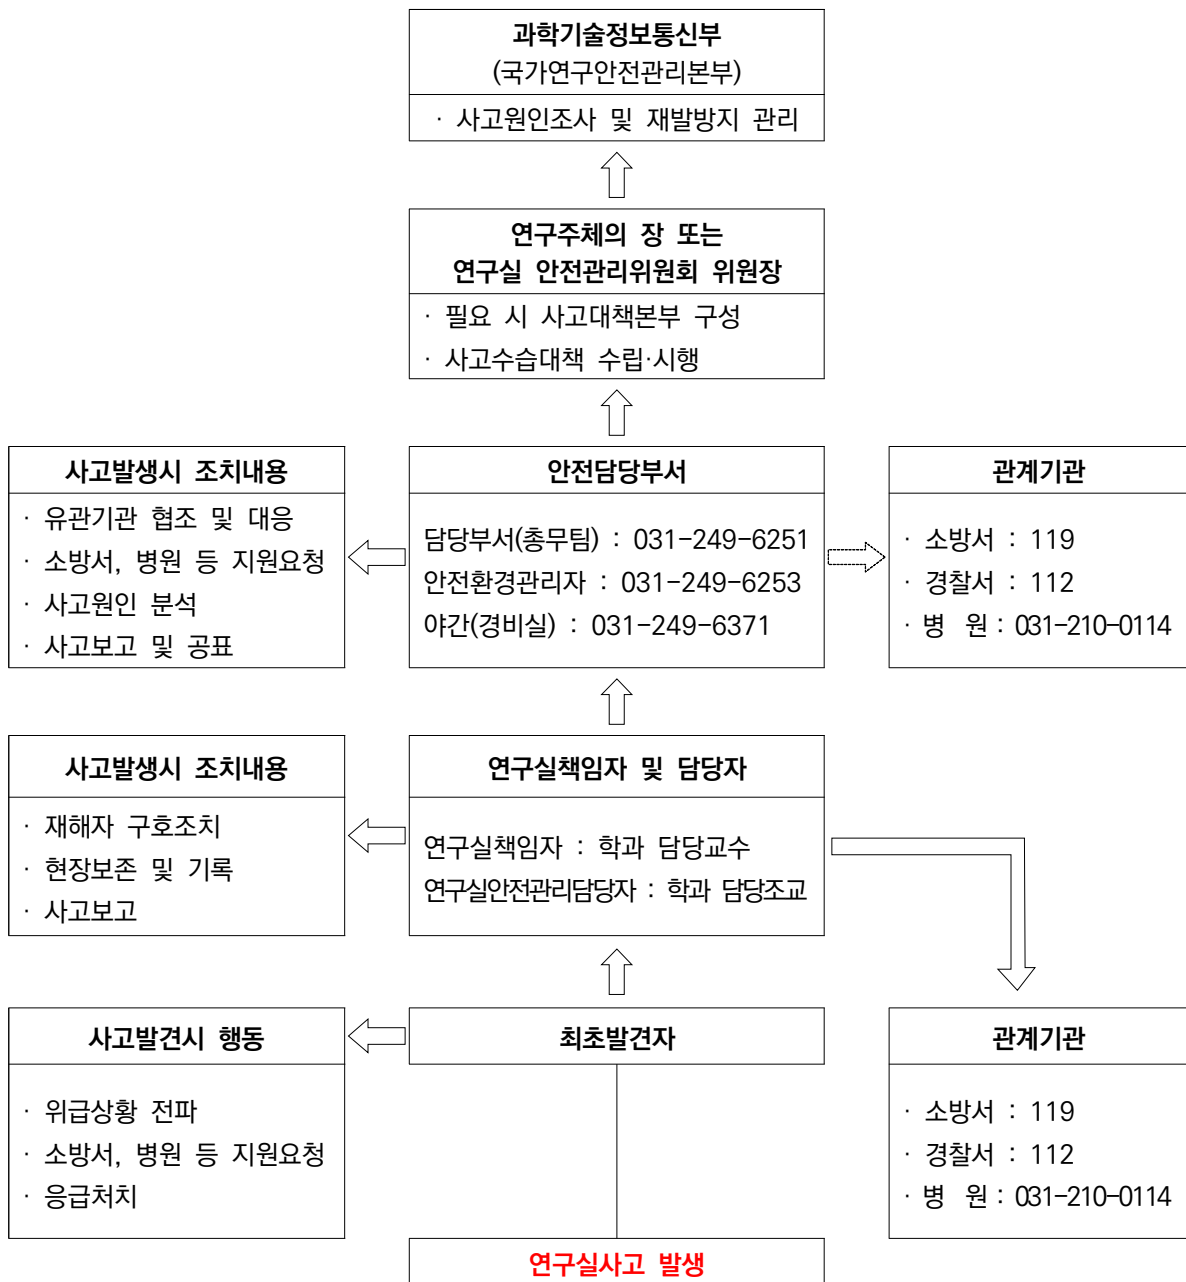 과학기술정보통신부
(국가연구안전관리본부)
· 사고원인조사 및 재발방지 관리
연구주체의 장 또는
연구실 안전관리위원회 위원장
· 필요 시 사고대책본부 구성
· 사고수습대책 수립·시행
사고발생시 조치내용
· 유관기관 협조 및 대응
· 소방서, 병원 등 지원요청
· 사고원인 분석
· 사고보고 및 공표
안전담당부서
담당부서(총무팀) : 031-249-6251
안전환경관리자 : 031-249-6253
야간(경비실) : 031-249-6371
관계기관
· 소방서 : 119
· 경찰서 : 112
· 병 원 : 031-210-0114
사고발생시 조치내용
· 재해자 구호조치
· 현장보존 및 기록
· 사고보고
연구실책임자 및 담당자
연구실책임자 : 학과 담당교수
연구실안전관리담당자 : 학과 담당조교
사고발견시 행동
· 위급상황 전파
· 소방서, 병원 등 지원요청
· 응급처치
최초발견자
관계기관
· 소방서 : 119
· 경찰서 : 112
· 병 원 : 031-210-0114
연구실사고 발생